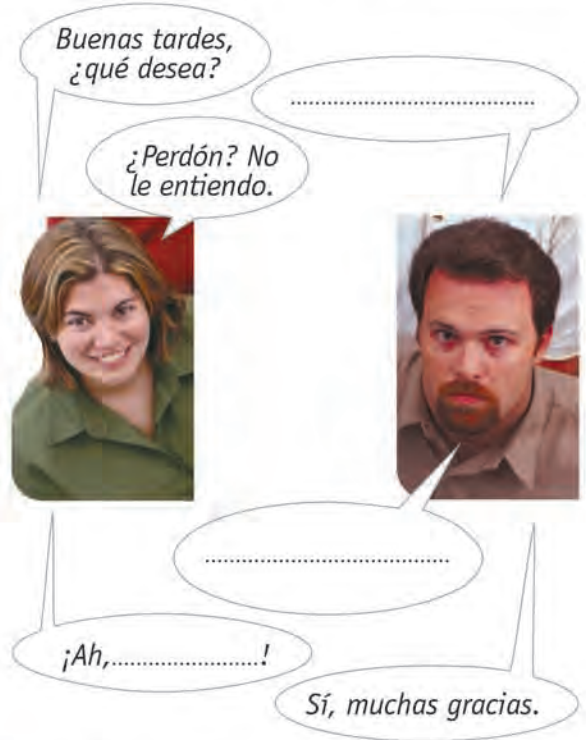 Buenas tardes,
¿qué desea?
.....................................
¿Perdón? No
le entiendo.
.....................................
¡Ah,......................!
Sí, muchas gracias.